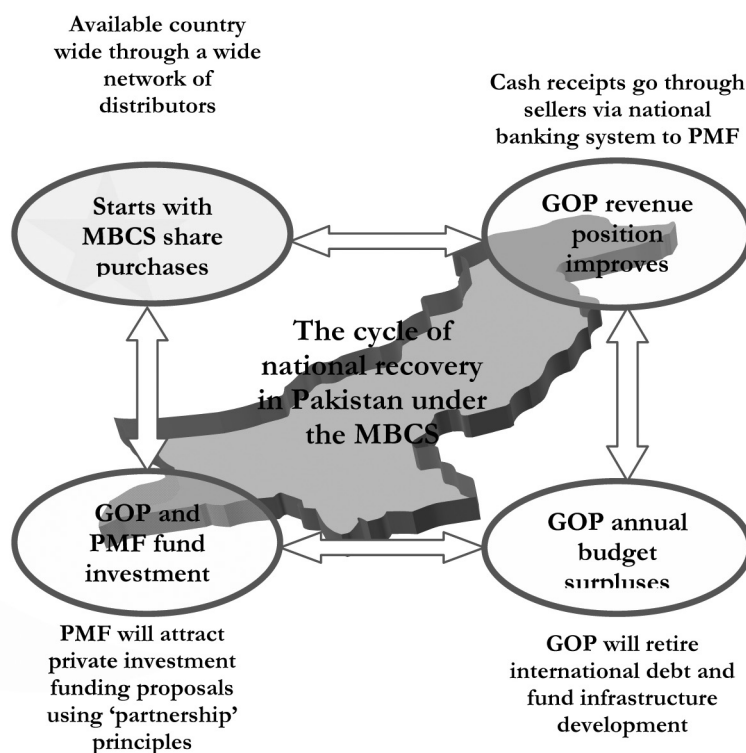 Available country
wide through a wide
network of
distributors
Cash receipts go through
sellers via national
banking system to PMF
Starts with
MBCS share
purchases
GOP revenue
position
improves
The cycle of
national recovery
in Pakistan under
the MBCS
GOP and
PMF fund
investment
GOP annual
budget
surpluses
PMF will attract
private investment
funding proposals
using ‘partnership’
principles
GOP will retire
international debt and
fund infrastructure
development